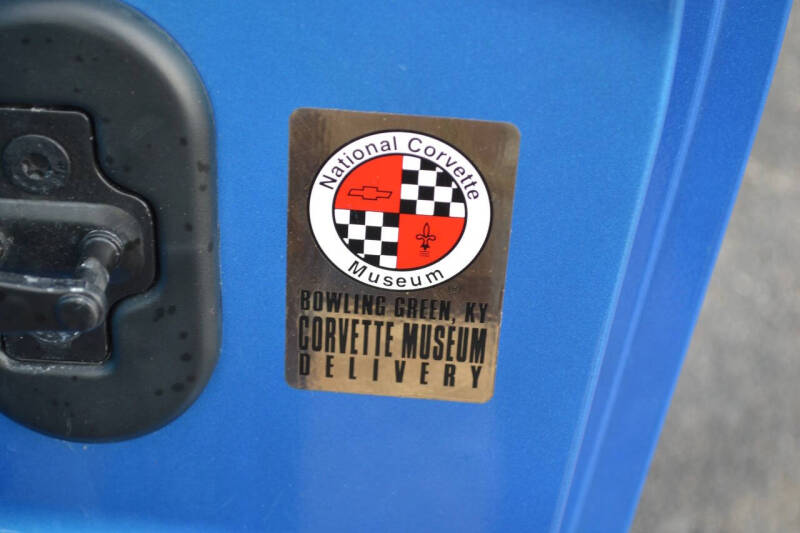 National Corvette
Museum
BOWLING GREEN, KY
CORVETTE MUSEUM
DELIVERY